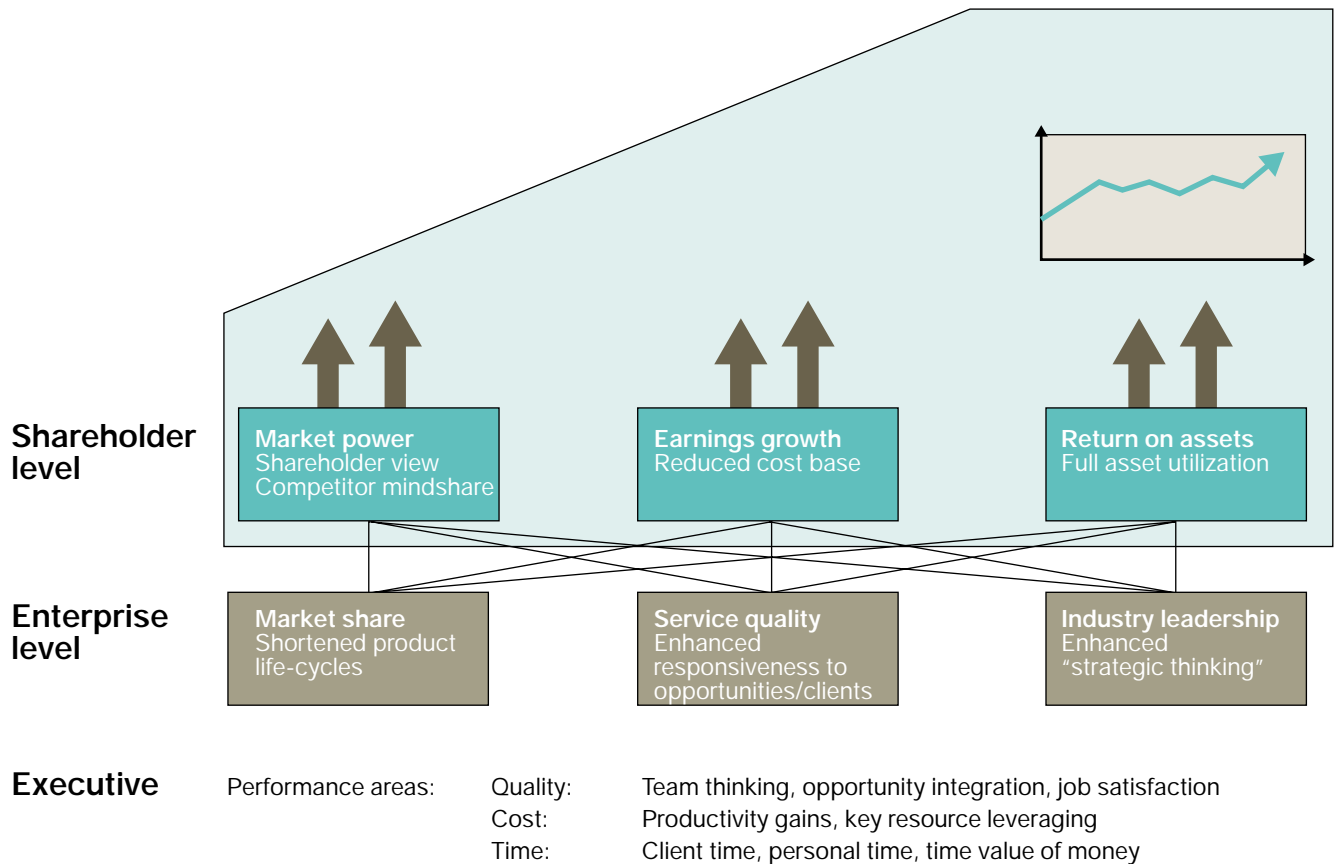 Shareholder
level
Market power
Shareholder view
Competitor mindshare
Earnings growth
Reduced cost base
Return on assets
Full asset utilization
Enterprise
level
Market share
Shortened product
life-cycles
Service quality
Enhanced
responsiveness to
opportunities/clients
Industry leadership
Enhanced
“strategic thinking”
Executive
Performance areas:
Quality: Team thinking, opportunity integration, job satisfaction
Cost: Productivity gains, key resource leveraging
Time: Client time, personal time, time value of money